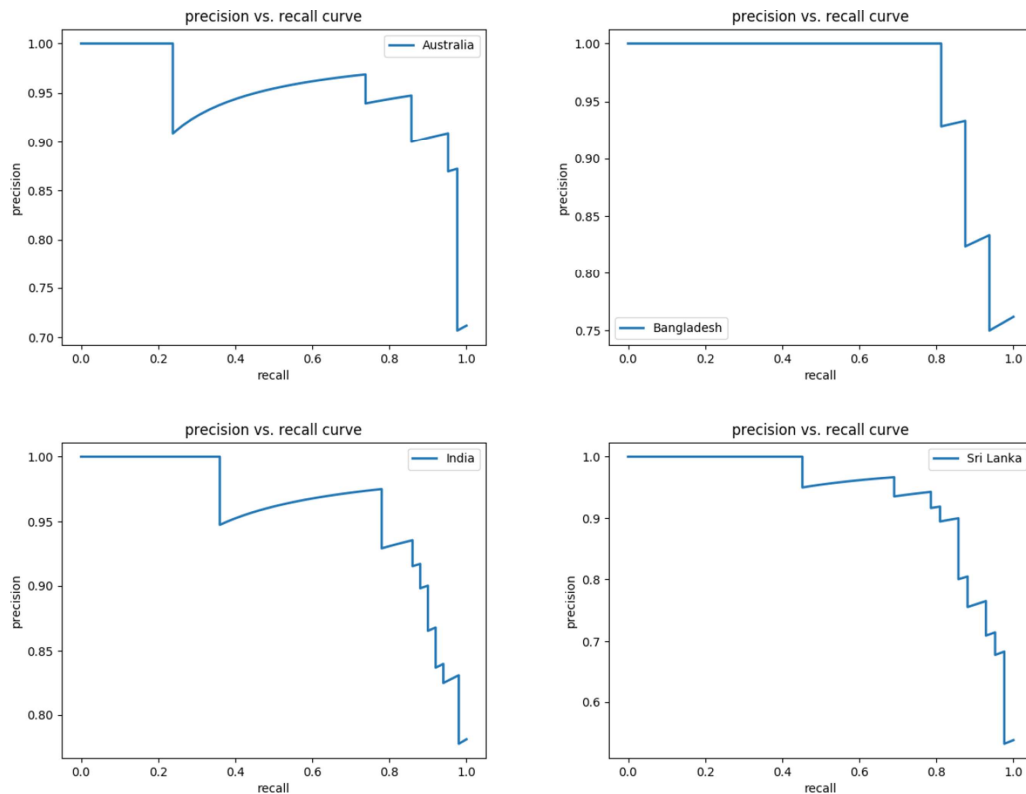 precision vs. recall curve
precision vs. recall curve
1.00
0.95
0.90
0.85
0.80
0.75
0.70
precision
Australia
0.0 0.2 0.4 0.6 0.8 1.0
recall
1.00
0.95
0.90
0.85
0.80
0.75
precision
Bangladesh
0.0 0.2 0.4 0.6 0.8 1.0
recall
precision vs. recall curve
precision vs. recall curve
1.00
0.95
0.90
0.85
0.80
precision
India
0.0 0.2 0.4 0.6 0.8 1.0
recall
1.0
0.9
0.8
0.7
0.6
precision
Sri Lanka
0.0 0.2 0.4 0.6 0.8 1.0
recall